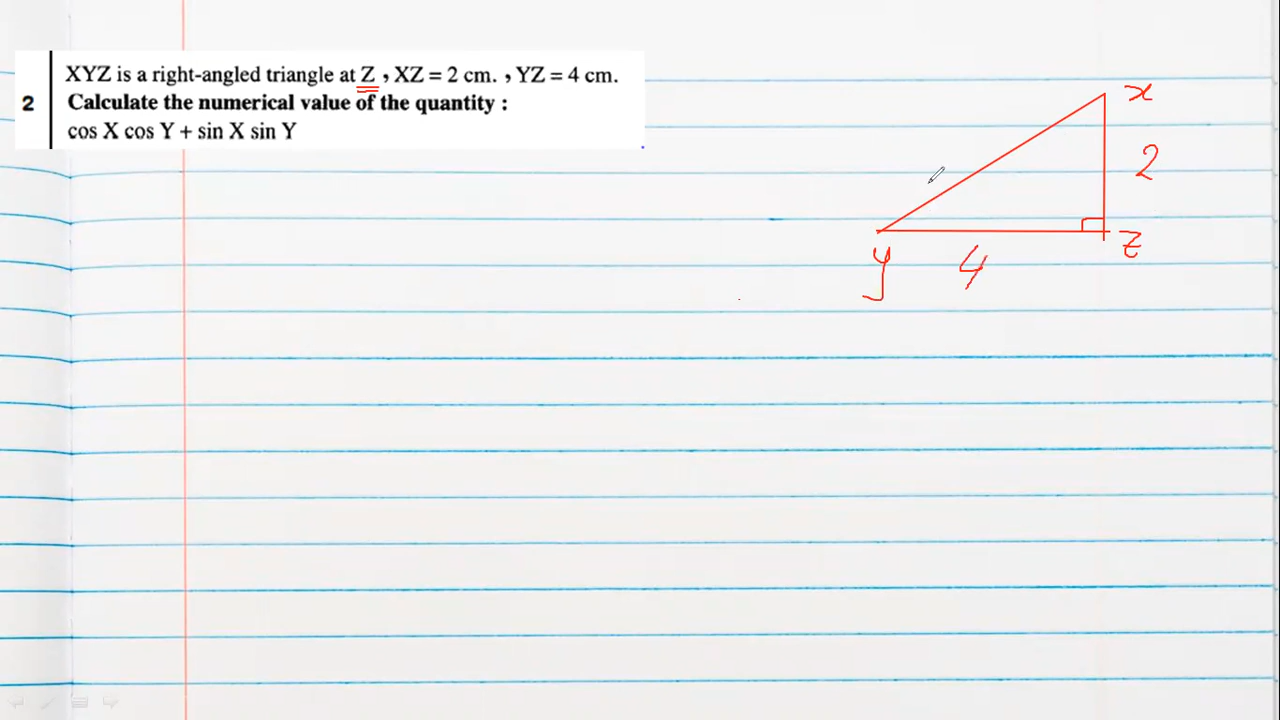 XYZ is a right-angled triangle at Z , XZ = 2 cm. , YZ = 4 cm.
2 Calculate the numerical value of the quantity :
cos X cos Y + sin X sin Y
x
2
z
y 4